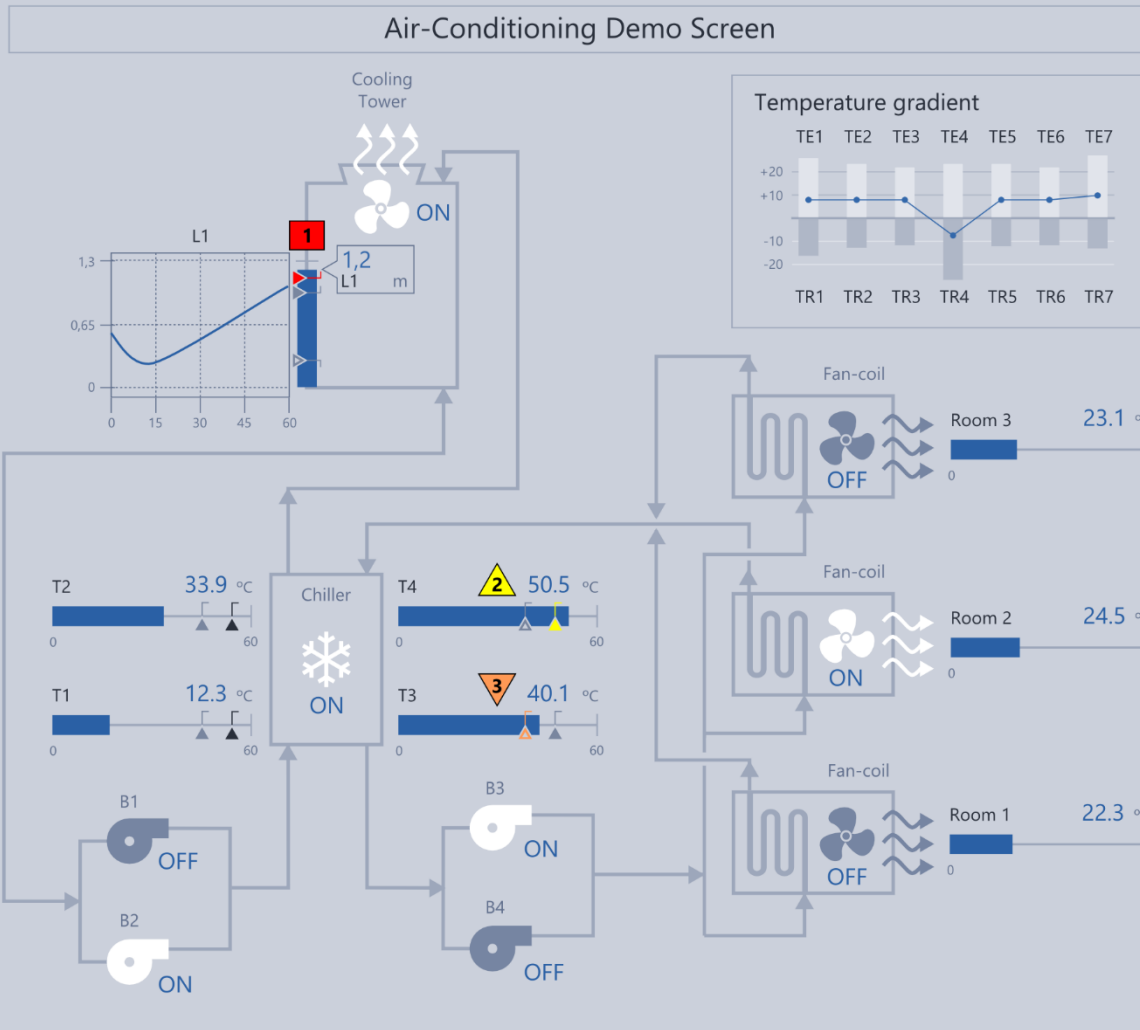 Air-Conditioning Demo Screen
Cooling
Tower
ON
L1
1
1,2
L1 m
1,3
0,65
0
0 15 30 45 60
Temperature gradient
TE1 TE2 TE3 TE4 TE5 TE6 TE7
+20
+10
-10
-20
TR1 TR2 TR3 TR4 TR5 TR6 TR7
Fan-coil
OFF
Room 3 23.1
0
Fan-coil
ON
Room 2 24.5
0
Fan-coil
OFF
Room 1 22.3
0
T2 33.9 ºC
0 60
T1 12.3 ºC
0 60
Chiller
ON
T4 2 50.5 ºC
0 60
T3 3 40.1 ºC
0 60
B1
OFF
B2
ON
B3
ON
B4
OFF